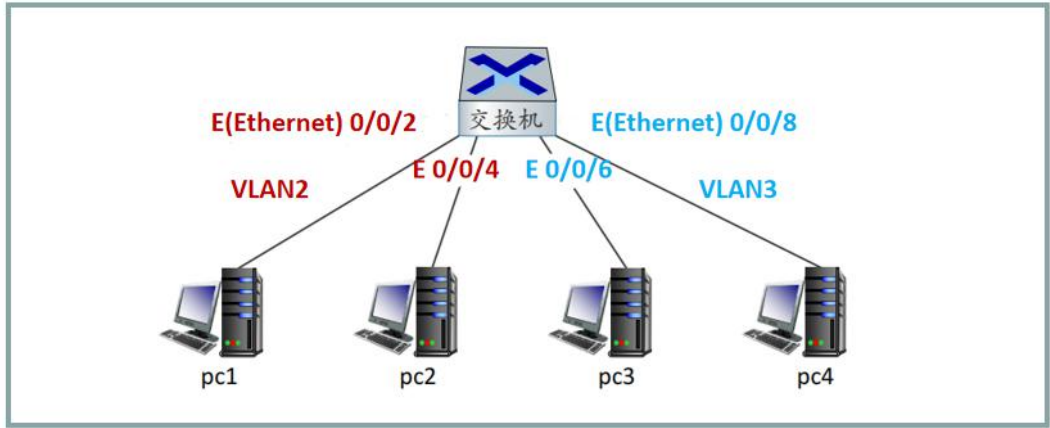 交换机
E(Ethernet) 0/0/2
E(Ethernet) 0/0/8
E 0/0/4
E 0/0/6
VLAN2
VLAN3
pc1
pc2
pc3
pc4